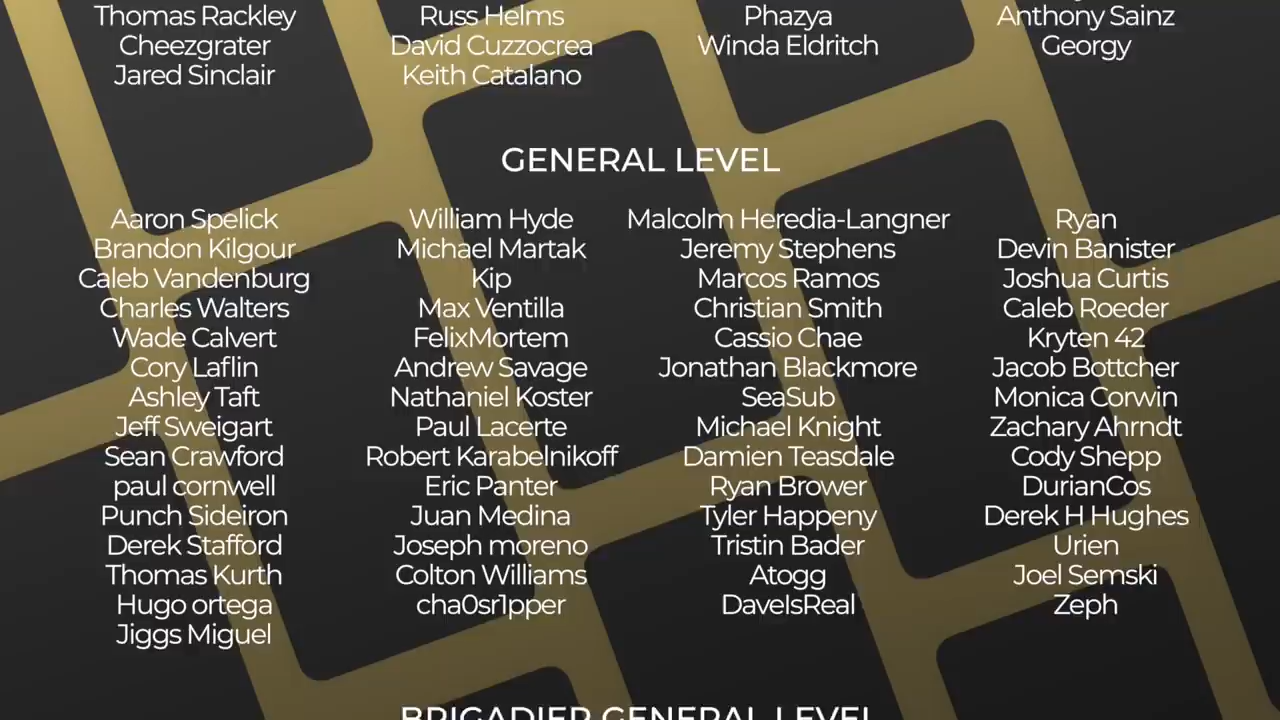 Thomas Rackley
Cheezgrater
Jared Sinclair
Russ Helms
David Cuzzocrea
Keith Catalano
Phazya
Winda Eldritch
Anthony Sainz
Georgy
GENERAL LEVEL
Aaron Spelick
Brandon Kilgour
Caleb Vandenburg
Charles Walters
Wade Calvert
Cory Laflin
Ashley Taft
Jeff Sweigart
Sean Crawford
paul cornwell
Punch Sideiron
Derek Stafford
Thomas Kurth
Hugo ortega
Jiggs Miguel
William Hyde
Michael Martak
Kip
Max Ventilla
FelixMortem
Andrew Savage
Nathaniel Koster
Paul Lacerte
Robert Karabelnikoff
Eric Panter
Juan Medina
Joseph moreno
Colton Williams
cha0sr1pper
Malcolm Heredia-Langner
Jeremy Stephens
Marcos Ramos
Christian Smith
Cassio Chae
Jonathan Blackmore
SeaSub
Michael Knight
Damien Teasdale
Ryan Brower
Tyler Happeny
Tristin Bader
Atogg
DaveIsReal
Ryan
Devin Banister
Joshua Curtis
Caleb Roeder
Kryten 42
Jacob Bottcher
Monica Corwin
Zachary Ahrndt
Cody Shepp
DurianCos
Derek H Hughes
Urien
Joel Semski
Zeph
BRIGADIER GENERAL LEVEL